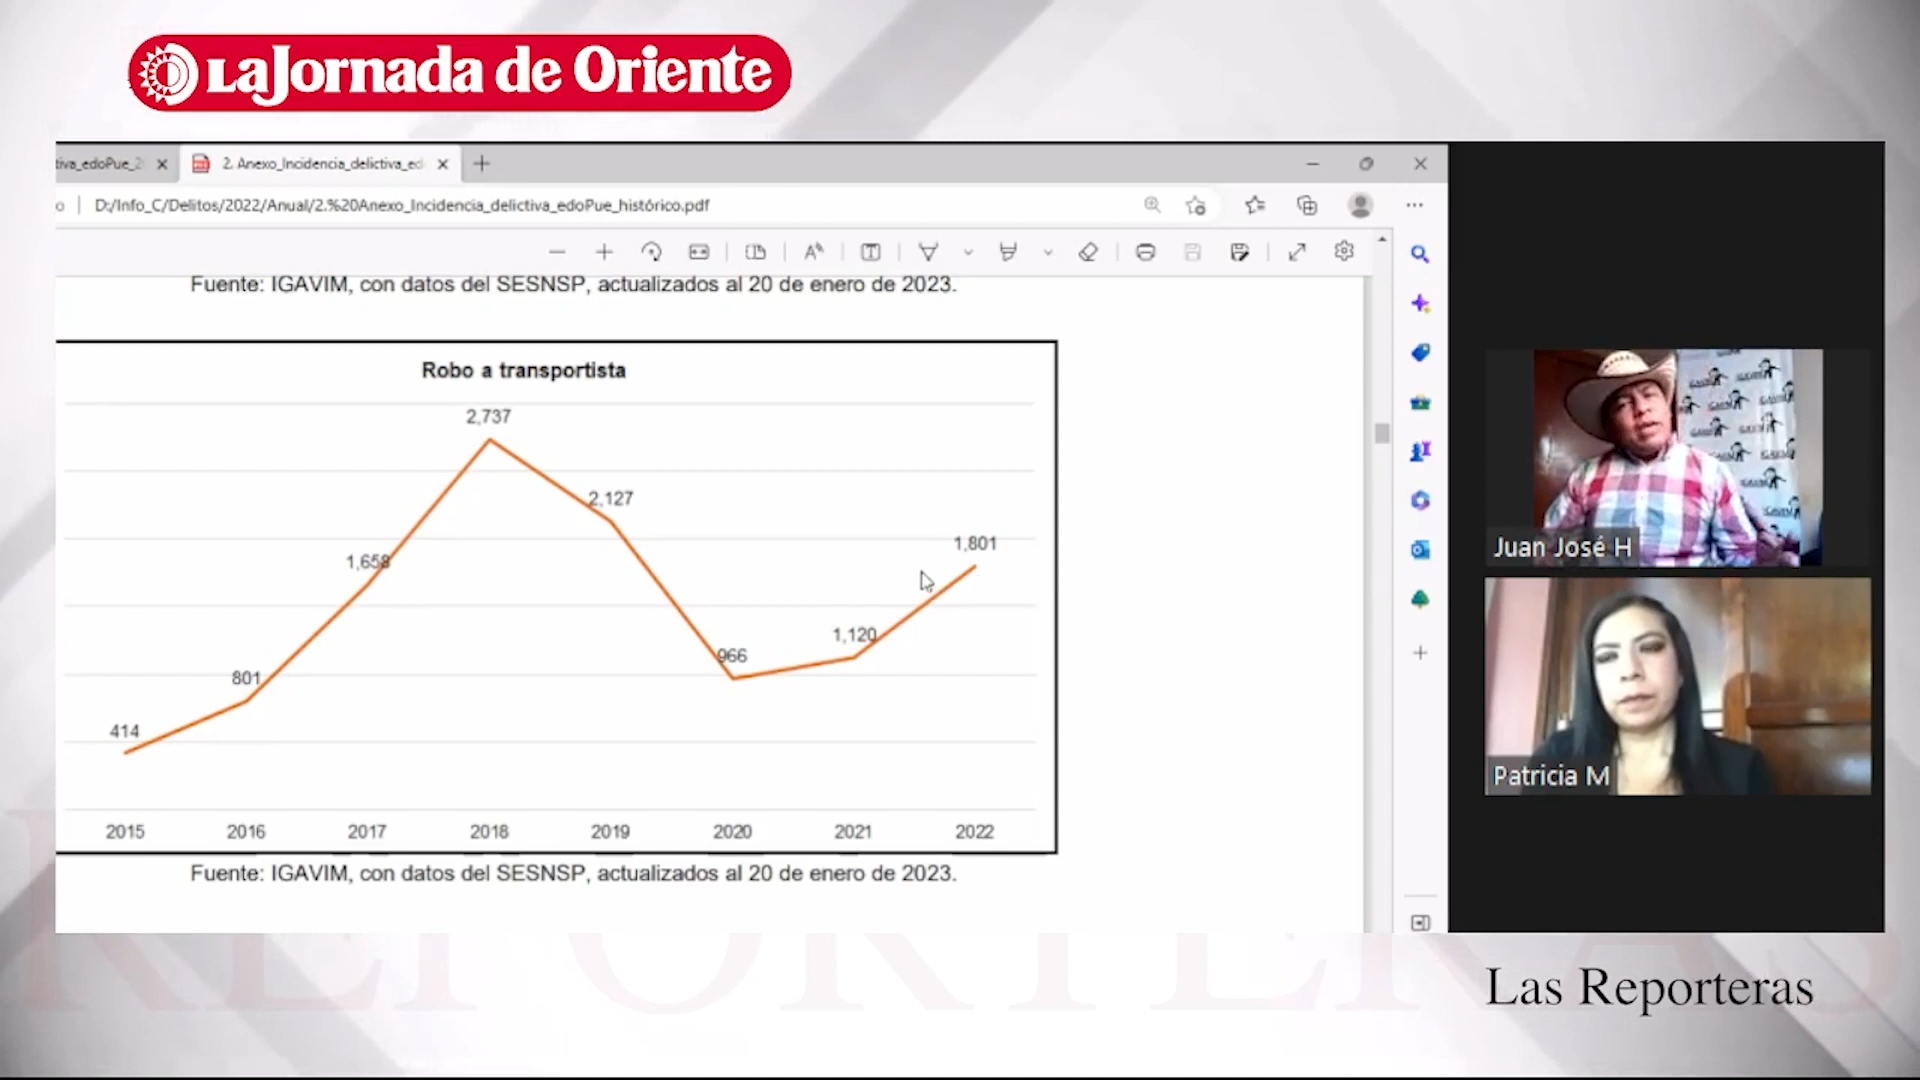 LaJornada de Oriente
tiva_edoPue_2
2. Anexo_Incidencia_delictiva_ed
D:/Info_C/Delitos/2022/Anual/2.%20Anexo_Incidencia_delictiva_edoPue_histórico.pdf
Fuente: IGAVIM, con datos del SESNSP, actualizados al 20 de enero de 2023.
Robo a transportista
2,737
2,127
1,801
1,658
1,120
966
801
414
2015 2016 2017 2018 2019 2020 2021 2022
Fuente: IGAVIM, con datos del SESNSP, actualizados al 20 de enero de 2023.
Juan José H
Patricia M
REPORTERAS
Las Reporteras